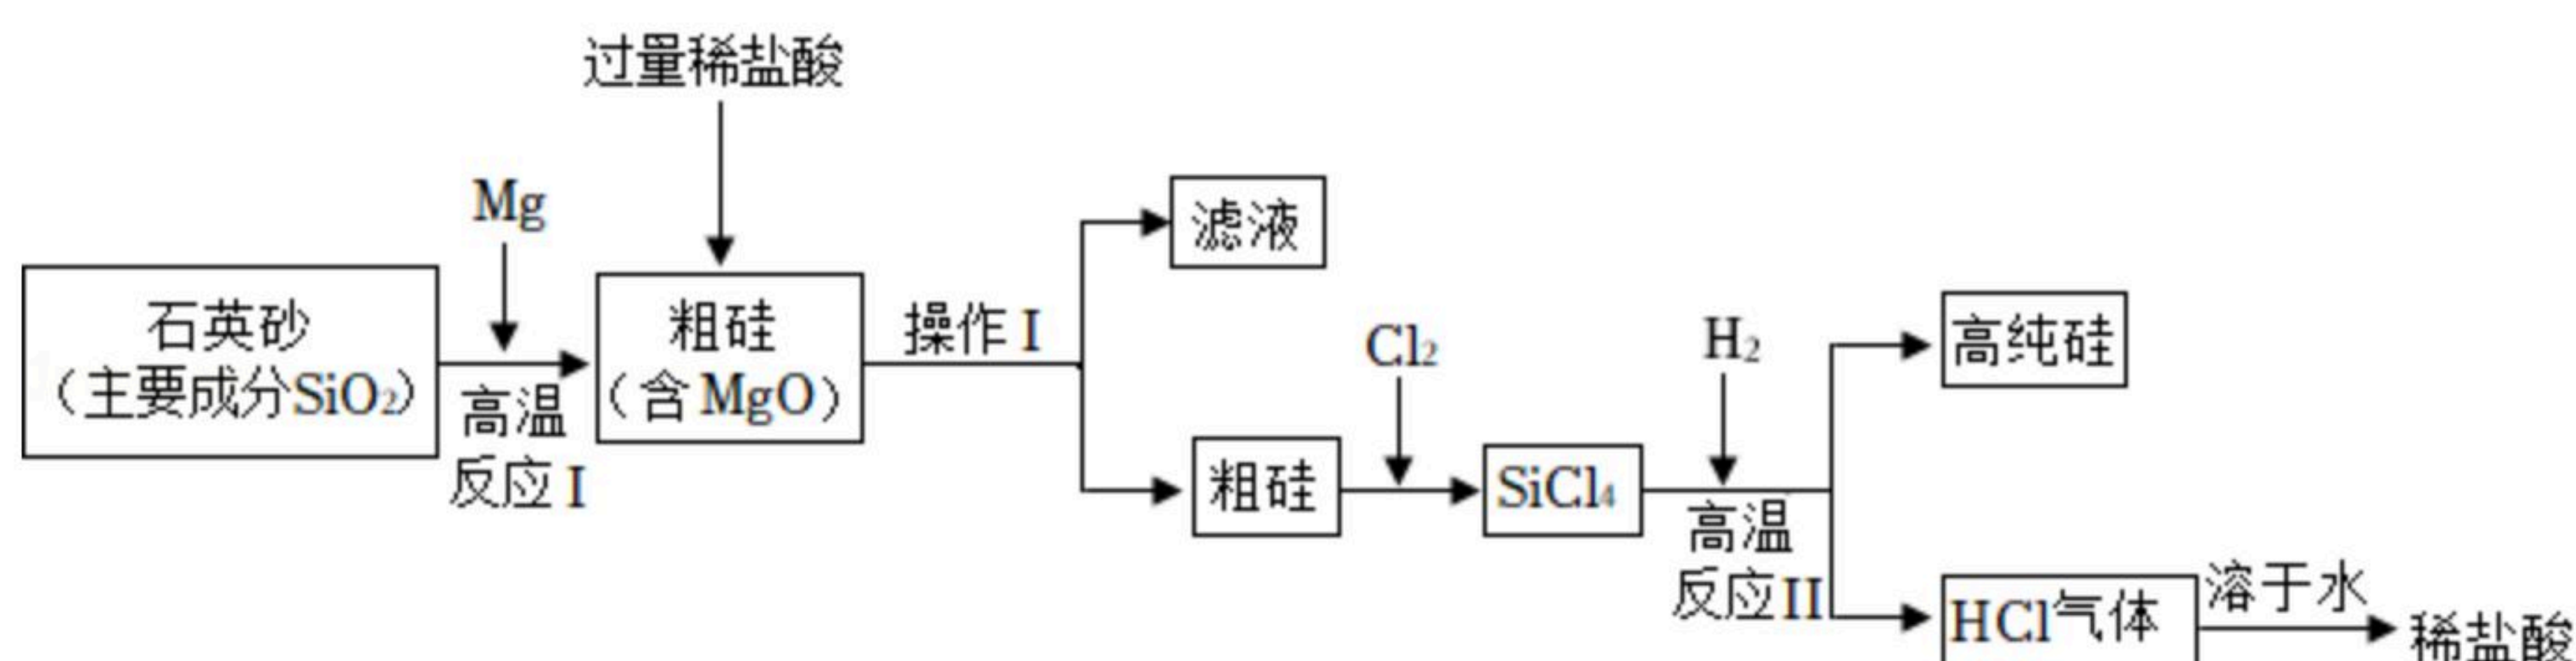 过量稀盐酸
Mg
石英砂
（主要成分SiO₂）
高温
反应Ⅰ
粗硅
（含MgO）
操作Ⅰ
滤液
粗硅
Cl₂
SiCl₄
H₂
高温
反应II
高纯硅
HCl气体
溶于水
稀盐酸